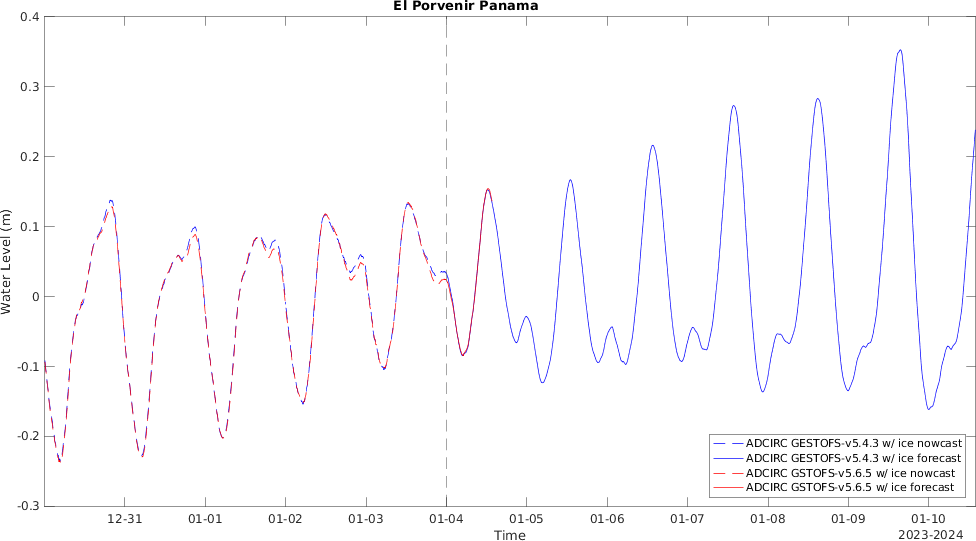 El Porvenir Panama
0.4
0.3
0.2
0.1
0
-0.1
-0.2
-0.3
Water Level (m)
12-31 01-01 01-02 01-03 01-04 01-05 01-06 01-07 01-08 01-09 01-10
Time
2023-2024
ADCIRC GESTOFS-v5.4.3 w/ ice nowcast
ADCIRC GESTOFS-v5.4.3 w/ ice forecast
ADCIRC GSTOFS-v5.6.5 w/ ice nowcast
ADCIRC GSTOFS-v5.6.5 w/ ice forecast